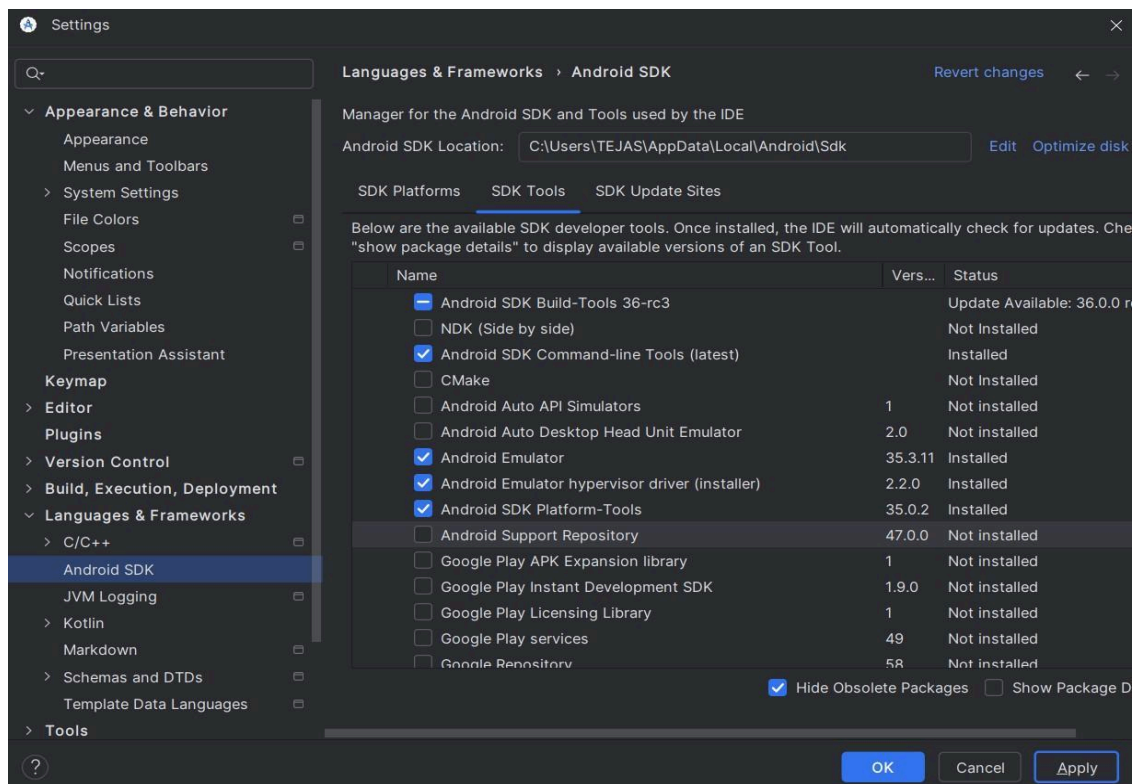 Settings
Languages & Frameworks › Android SDK
Revert changes
Appearance & Behavior
Appearance
Menus and Toolbars
System Settings
File Colors
Scopes
Notifications
Quick Lists
Path Variables
Presentation Assistant
Keymap
Editor
Plugins
Version Control
Build, Execution, Deployment
Languages & Frameworks
C/C++
Android SDK
JVM Logging
Kotlin
Markdown
Schemas and DTDs
Template Data Languages
Tools
Manager for the Android SDK and Tools used by the IDE
Android SDK Location: C:\Users\TEJAS\AppData\Local\Android\Sdk Edit Optimize disk
SDK Platforms SDK Tools SDK Update Sites
Below are the available SDK developer tools. Once installed, the IDE will automatically check for updates. Che
"show package details" to display available versions of an SDK Tool.
Name Vers... Status
Android SDK Build-Tools 36-rc3 Update Available: 36.0.0 r
NDK (Side by side) Not Installed
Android SDK Command-line Tools (latest) Installed
CMake Not Installed
Android Auto API Simulators 1 Not installed
Android Auto Desktop Head Unit Emulator 2.0 Not installed
Android Emulator 35.3.11 Installed
Android Emulator hypervisor driver (installer) 2.2.0 Installed
Android SDK Platform-Tools 35.0.2 Installed
Android Support Repository 47.0.0 Not installed
Google Play APK Expansion library 1 Not installed
Google Play Instant Development SDK 1.9.0 Not installed
Google Play Licensing Library 1 Not installed
Google Play services 49 Not installed
Google Repository 58 Not installed
Hide Obsolete Packages Show Package D
? OK Cancel Apply